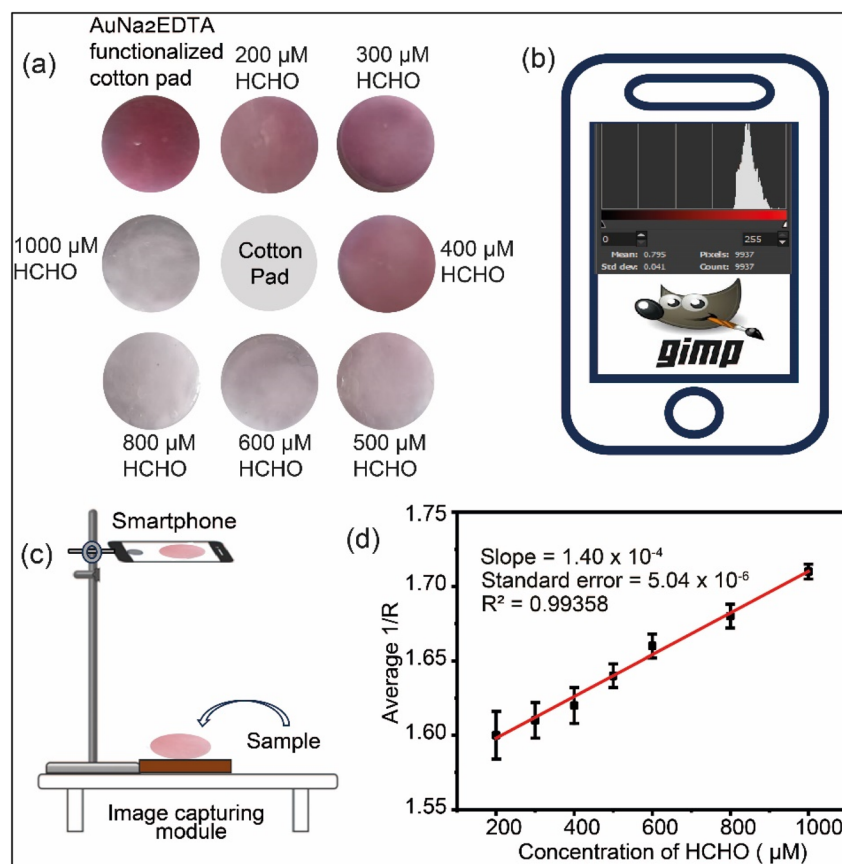 (a)
AuNa2EDTA
functionalized
cotton pad
200 µM
HCHO
300 µM
HCHO
1000 µM
HCHO
Cotton
Pad
400 µM
HCHO
800 µM
HCHO
600 µM
HCHO
500 µM
HCHO
(b)
0
255
Mean: 0.795
Pixels: 9937
Std dev: 0.041
Count: 9937
gimp
(c)
Smartphone
Sample
Image capturing
module
(d)
Slope = 1.40 x 10⁻⁴
Standard error = 5.04 x 10⁻⁶
R² = 0.99358
Average 1/R
1.75
1.70
1.65
1.60
1.55
200 400 600 800 1000
Concentration of HCHO ( µM)